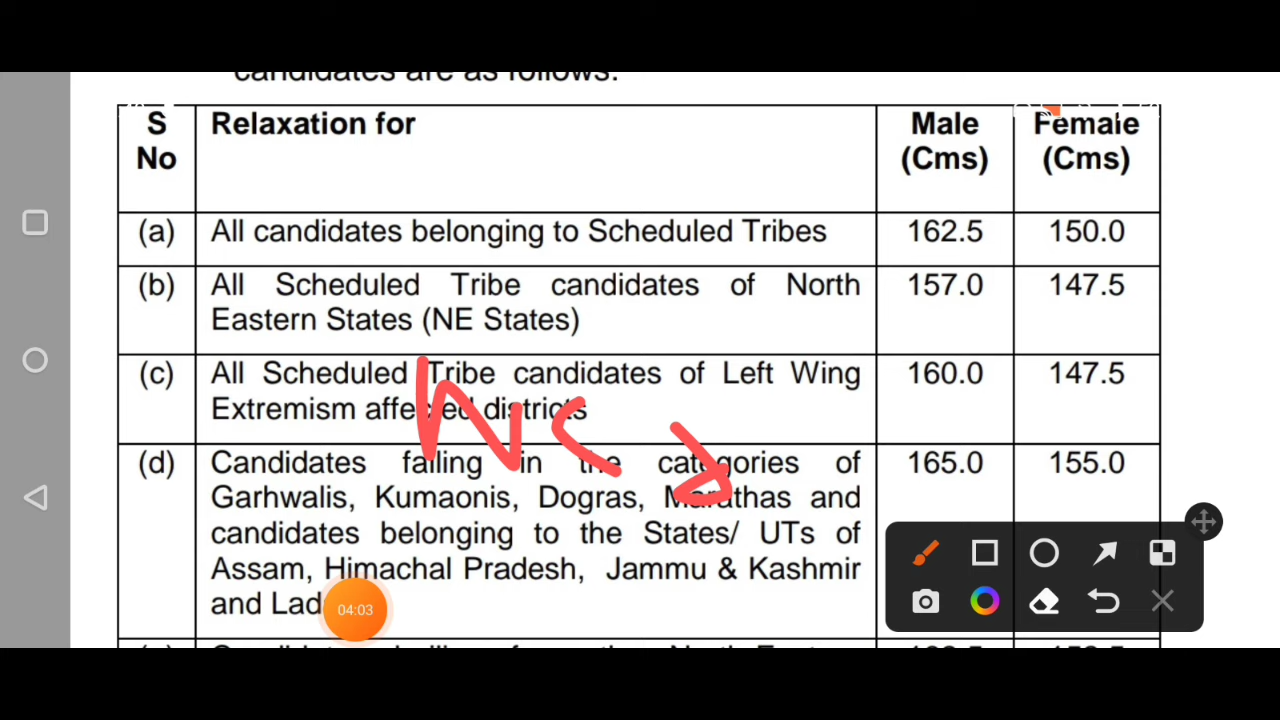 candidates are as follows:
S No
Relaxation for
Male (Cms)
Female (Cms)
(a) All candidates belonging to Scheduled Tribes 162.5 150.0
(b) All Scheduled Tribe candidates of North 157.0 147.5
Eastern States (NE States)
(c) All Scheduled Tribe candidates of Left Wing 160.0 147.5
Extremism affected districts
(d) Candidates falling in the categories of 165.0 155.0
Garhwalis, Kumaonis, Dogras, Marathas and
candidates belonging to the States/ UTs of
Assam, Himachal Pradesh, Jammu & Kashmir
and
04:03